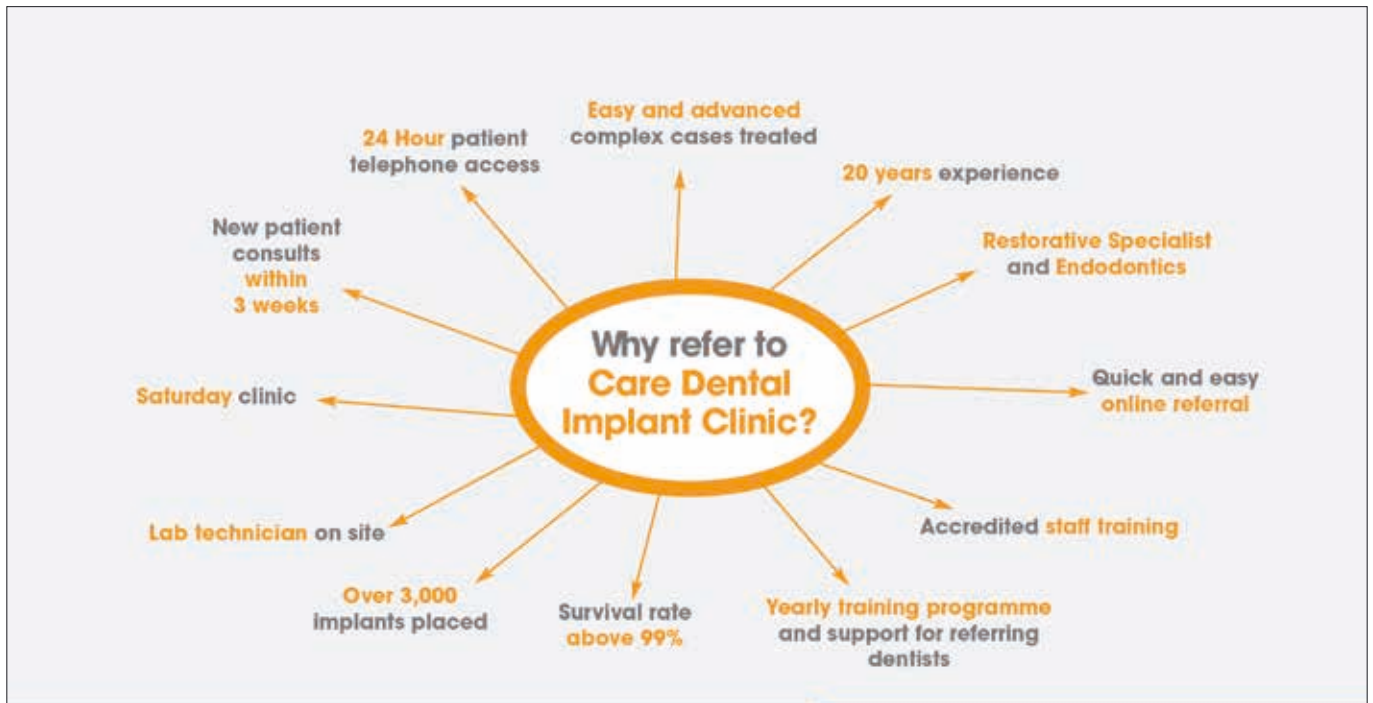 Easy and advanced
complex cases treated
24 Hour patient
telephone access
20 years experience
New patient
consults
within
3 weeks
Restorative Specialist
and Endodontics
Why refer to
Care Dental
Implant Clinic?
Saturday clinic
Quick and easy
online referral
Lab technician on site
Accredited staff training
Over 3,000
implants placed
Survival rate
above 99%
Yearly training programme
and support for referring
dentists